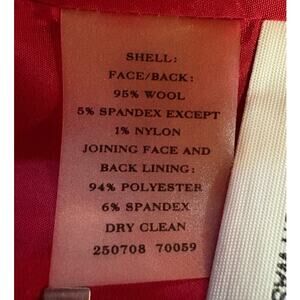 SHELL:
FACE/BACK:
95% WOOL
5% SPANDEX EXCEPT
1% NYLON
JOINING FACE AND
BACK LINING:
94% POLYESTER
6% SPANDEX
DRY CLEAN
250708 70059